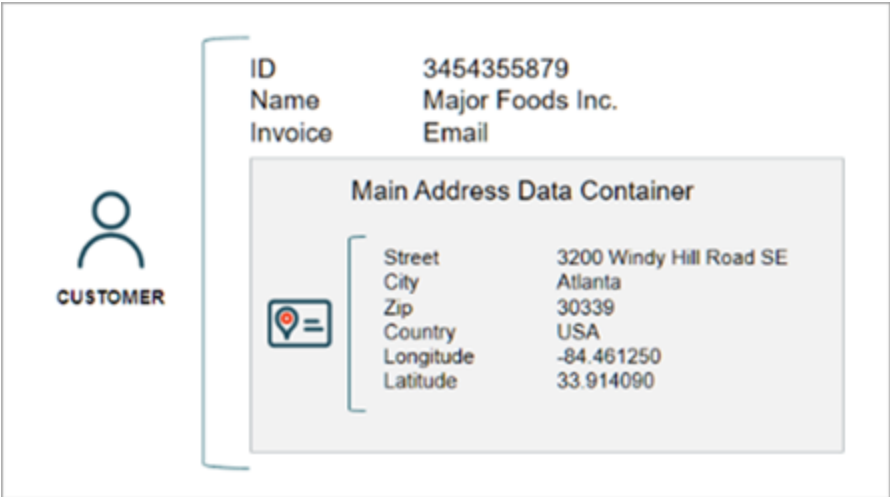 ID 3454355879
Name Major Foods Inc.
Invoice Email
Main Address Data Container
Street 3200 Windy Hill Road SE
City Atlanta
Zip 30339
Country USA
Longitude -84.461250
Latitude 33.914090
CUSTOMER